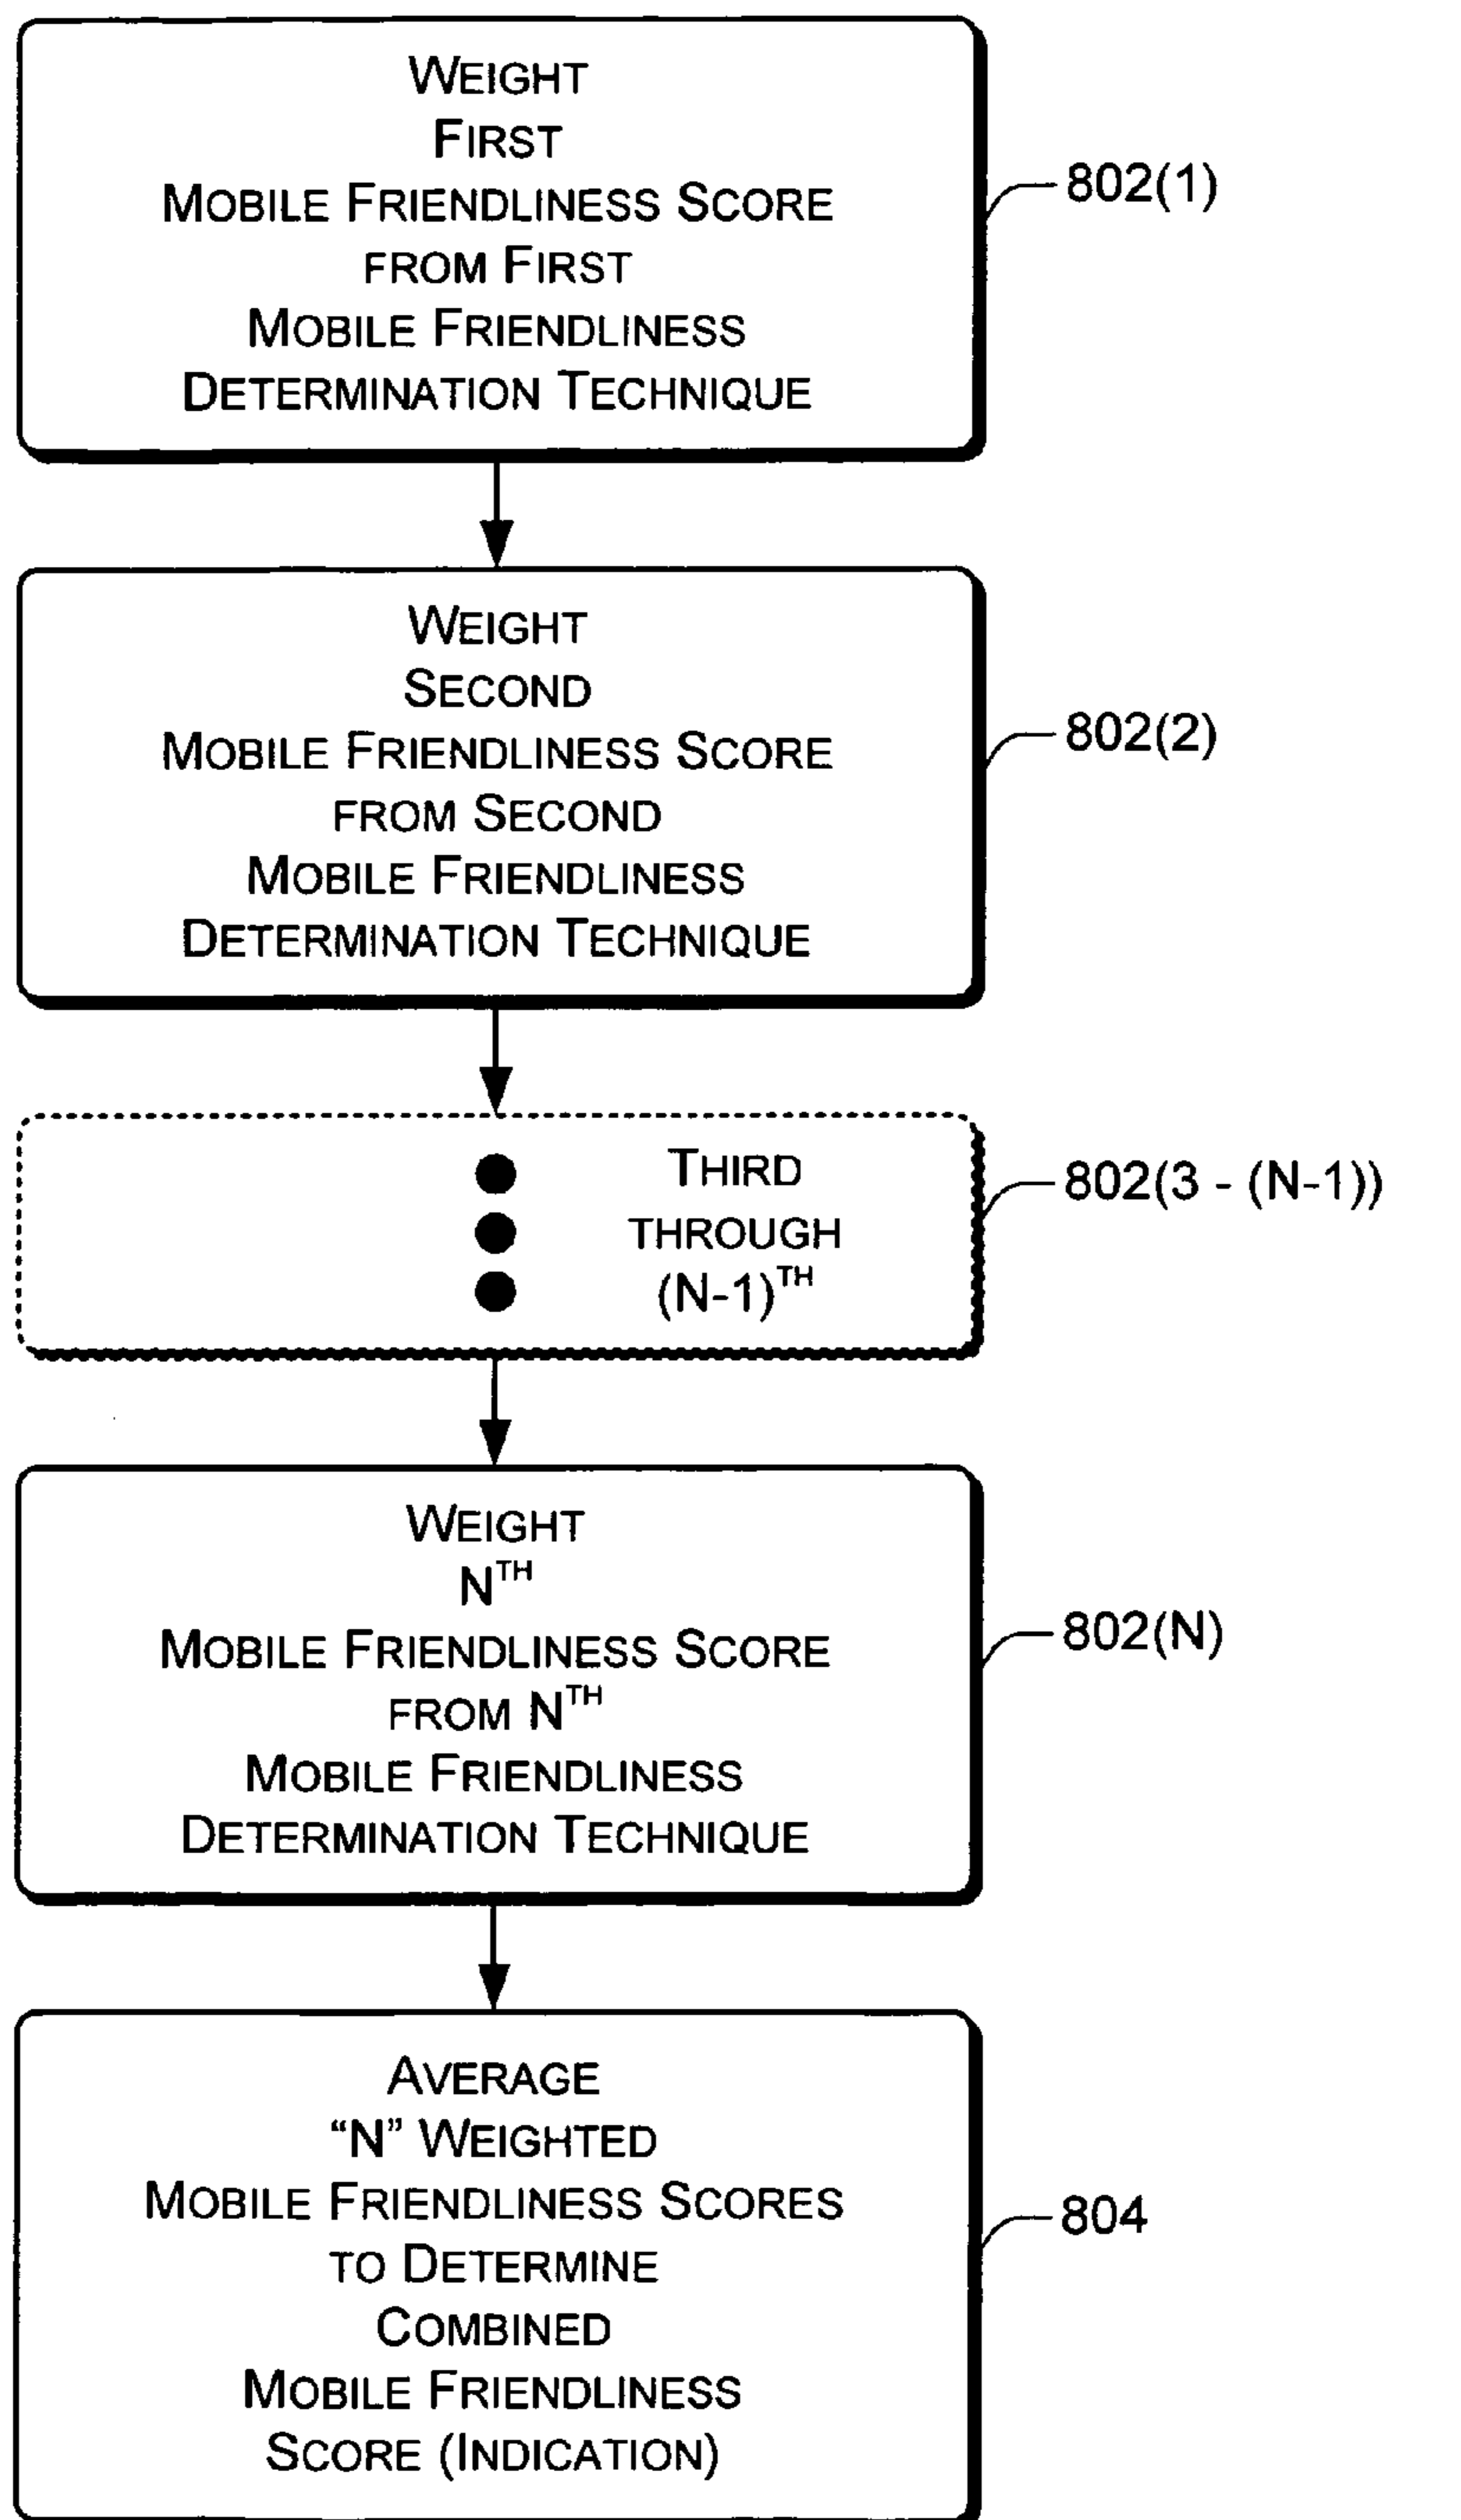 WEIGHT
FIRST
MOBILE FRIENDLINESS SCORE
FROM FIRST
MOBILE FRIENDLINESS
DETERMINATION TECHNIQUE
802(1)
WEIGHT
SECOND
MOBILE FRIENDLINESS SCORE
FROM SECOND
MOBILE FRIENDLINESS
DETERMINATION TECHNIQUE
802(2)
THIRD
THROUGH
(N-1)TH
802(3 - (N-1))
WEIGHT
NTH
MOBILE FRIENDLINESS SCORE
FROM NTH
MOBILE FRIENDLINESS
DETERMINATION TECHNIQUE
802(N)
AVERAGE
“N” WEIGHTED
MOBILE FRIENDLINESS SCORES
TO DETERMINE
COMBINED
MOBILE FRIENDLINESS
SCORE (INDICATION)
804